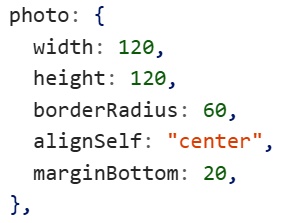 photo: {
  width: 120,
  height: 120,
  borderRadius: 60,
  alignSelf: "center",
  marginBottom: 20,
},